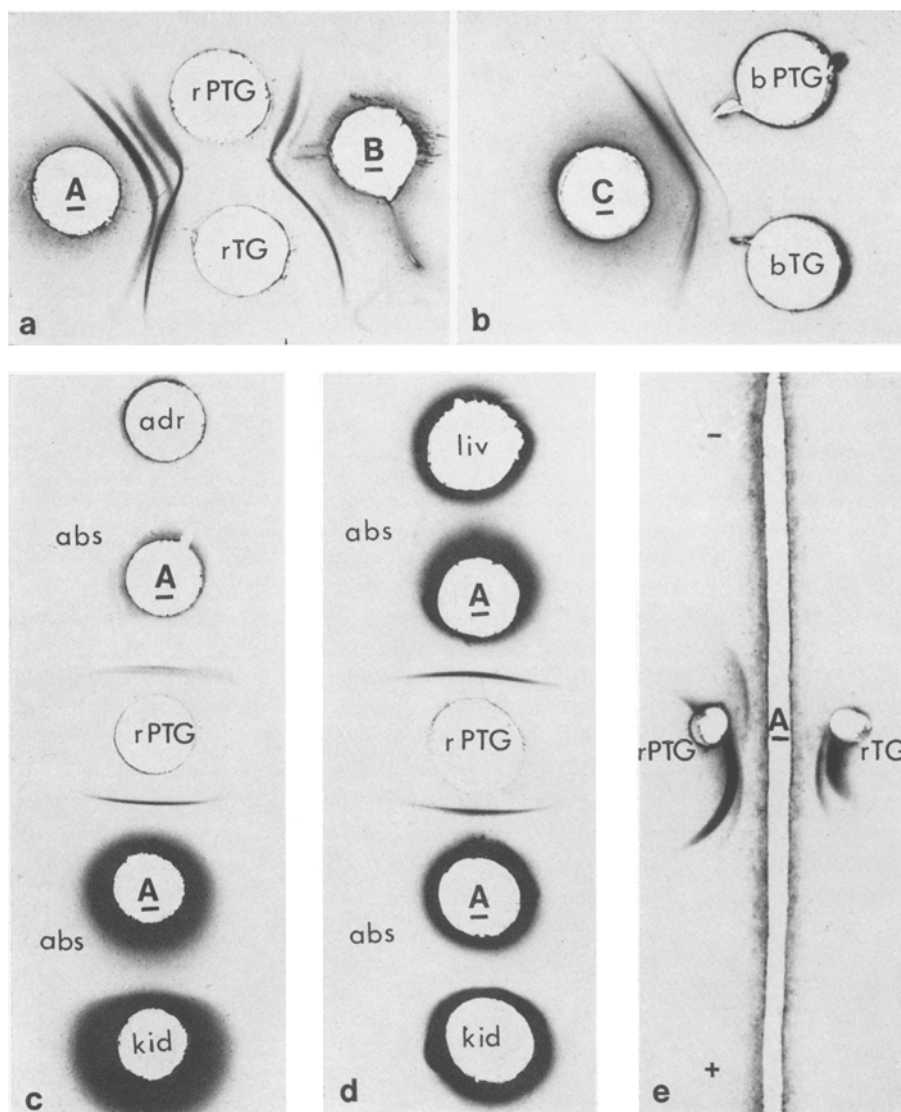 rPTG
A
B
rTG
a
bPTG
C
bTG
b
adr
abs
A
rPTG
A
abs
kid
c
liv
abs
A
rPTG
A
abs
kid
d
-
rPTG
A
rTG
+
e